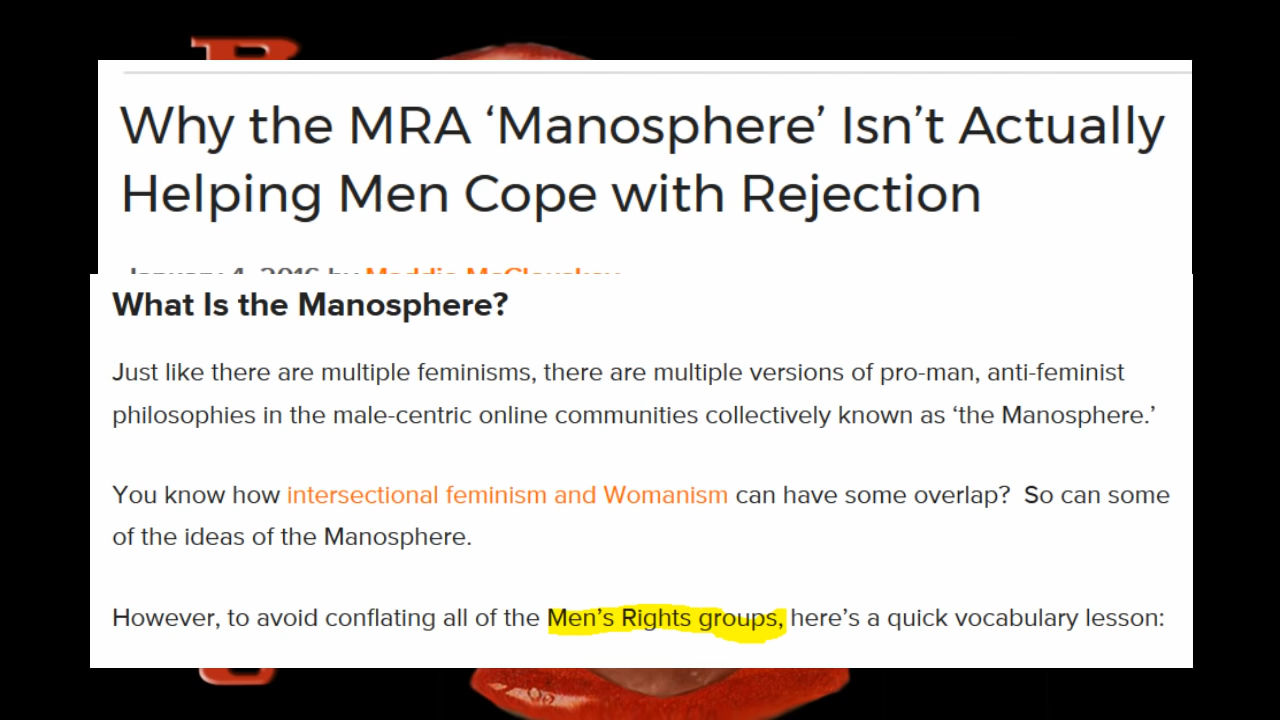 Why the MRA ‘Manosphere’ Isn’t Actually
Helping Men Cope with Rejection
What Is the Manosphere?
Just like there are multiple feminisms, there are multiple versions of pro-man, anti-feminist
philosophies in the male-centric online communities collectively known as ‘the Manosphere.’
You know how intersectional feminism and Womanism can have some overlap?  So can some
of the ideas of the Manosphere.
However, to avoid conflating all of the Men’s Rights groups, here’s a quick vocabulary lesson: